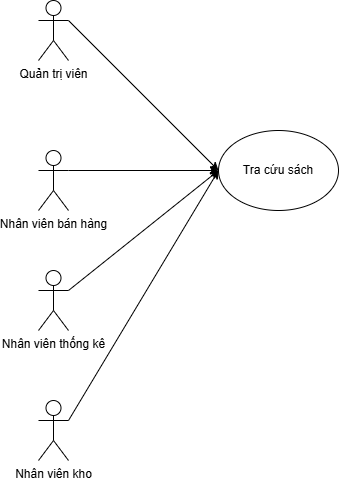 Quản trị viên
Tra cứu sách
Nhân viên bán hàng
Nhân viên thống kê
Nhân viên kho